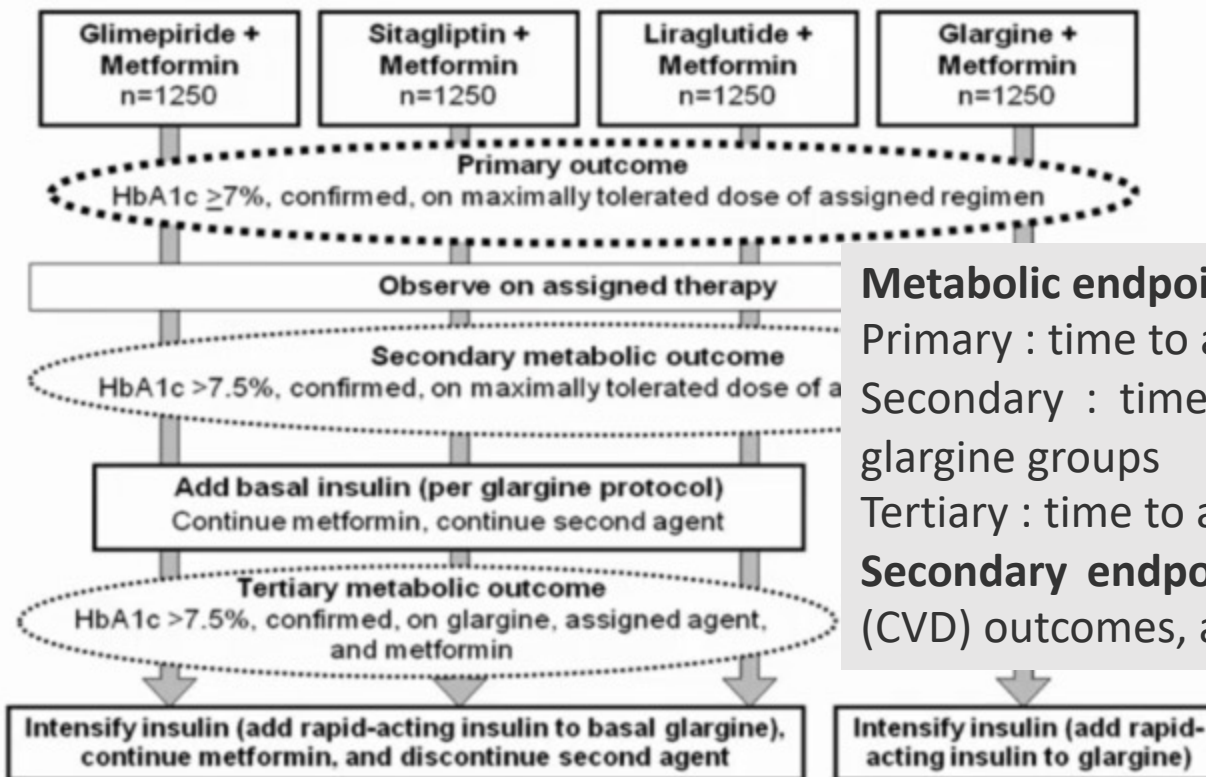 Glimepiride +
Metformin
n=1250
Sitagliptin +
Metformin
n=1250
Liraglutide +
Metformin
n=1250
Glargine +
Metformin
n=1250
Primary outcome
HbA1c ≥7%, confirmed, on maximally tolerated dose of assigned regimen
Observe on assigned therapy
Secondary metabolic outcome
HbA1c >7.5%, confirmed, on maximally tolerated dose of a
Add basal insulin (per glargine protocol)
Continue metformin, continue second agent
Tertiary metabolic outcome
HbA1c >7.5%, confirmed, on glargine, assigned agent,
and metformin
Intensify insulin (add rapid-acting insulin to basal glargine),
continue metformin, and discontinue second agent
Intensify insulin (add rapid-
acting insulin to glargine)
Metabolic endpoi
Primary : time to a
Secondary : time
glargine groups
Tertiary : time to a
Secondary endpo
(CVD) outcomes, a